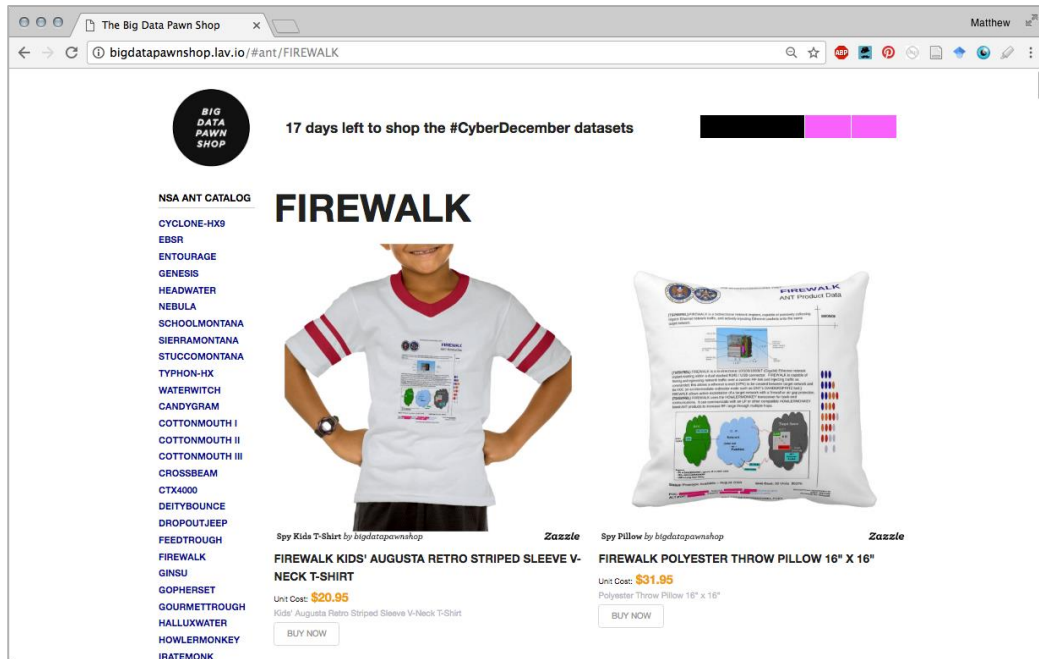 The Big Data Pawn Shop
Matthew
bigdatapawnshop.lav.io/#ant/FIREWALK
ABP
BIG
DATA
PAWN
SHOP
17 days left to shop the #CyberDecember datasets
NSA ANT CATALOG
CYCLONE-HX9
EBSR
ENTOURAGE
GENESIS
HEADWATER
NEBULA
SCHOOLMONTANA
SIERRAMONTANA
STUCCOMONTANA
TYPHON-HX
WATERWITCH
CANDYGRAM
COTTONMOUTH I
COTTONMOUTH II
COTTONMOUTH III
CROSSBEAM
CTX4000
DEITYBOUNCE
DROPOUTJEEP
FEEDTROUGH
FIREWALK
GINSU
GOPHERSET
GOURMETTROUGH
HALLUXWATER
HOWLERMONKEY
IRATEMONK
FIREWALK
FIREWALK
FIREWALK
ANT Product Data
Spy Kids T-Shirt by bigdatapawnshop
Zazzle
FIREWALK KIDS' AUGUSTA RETRO STRIPED SLEEVE V-
NECK T-SHIRT
Unit Cost: $20.95
Kids' Augusta Retro Striped Sleeve V-Neck T-Shirt
BUY NOW
Spy Pillow by bigdatapawnshop
Zazzle
FIREWALK POLYESTER THROW PILLOW 16" X 16"
Unit Cost: $31.95
Polyester Throw Pillow 16" x 16"
BUY NOW